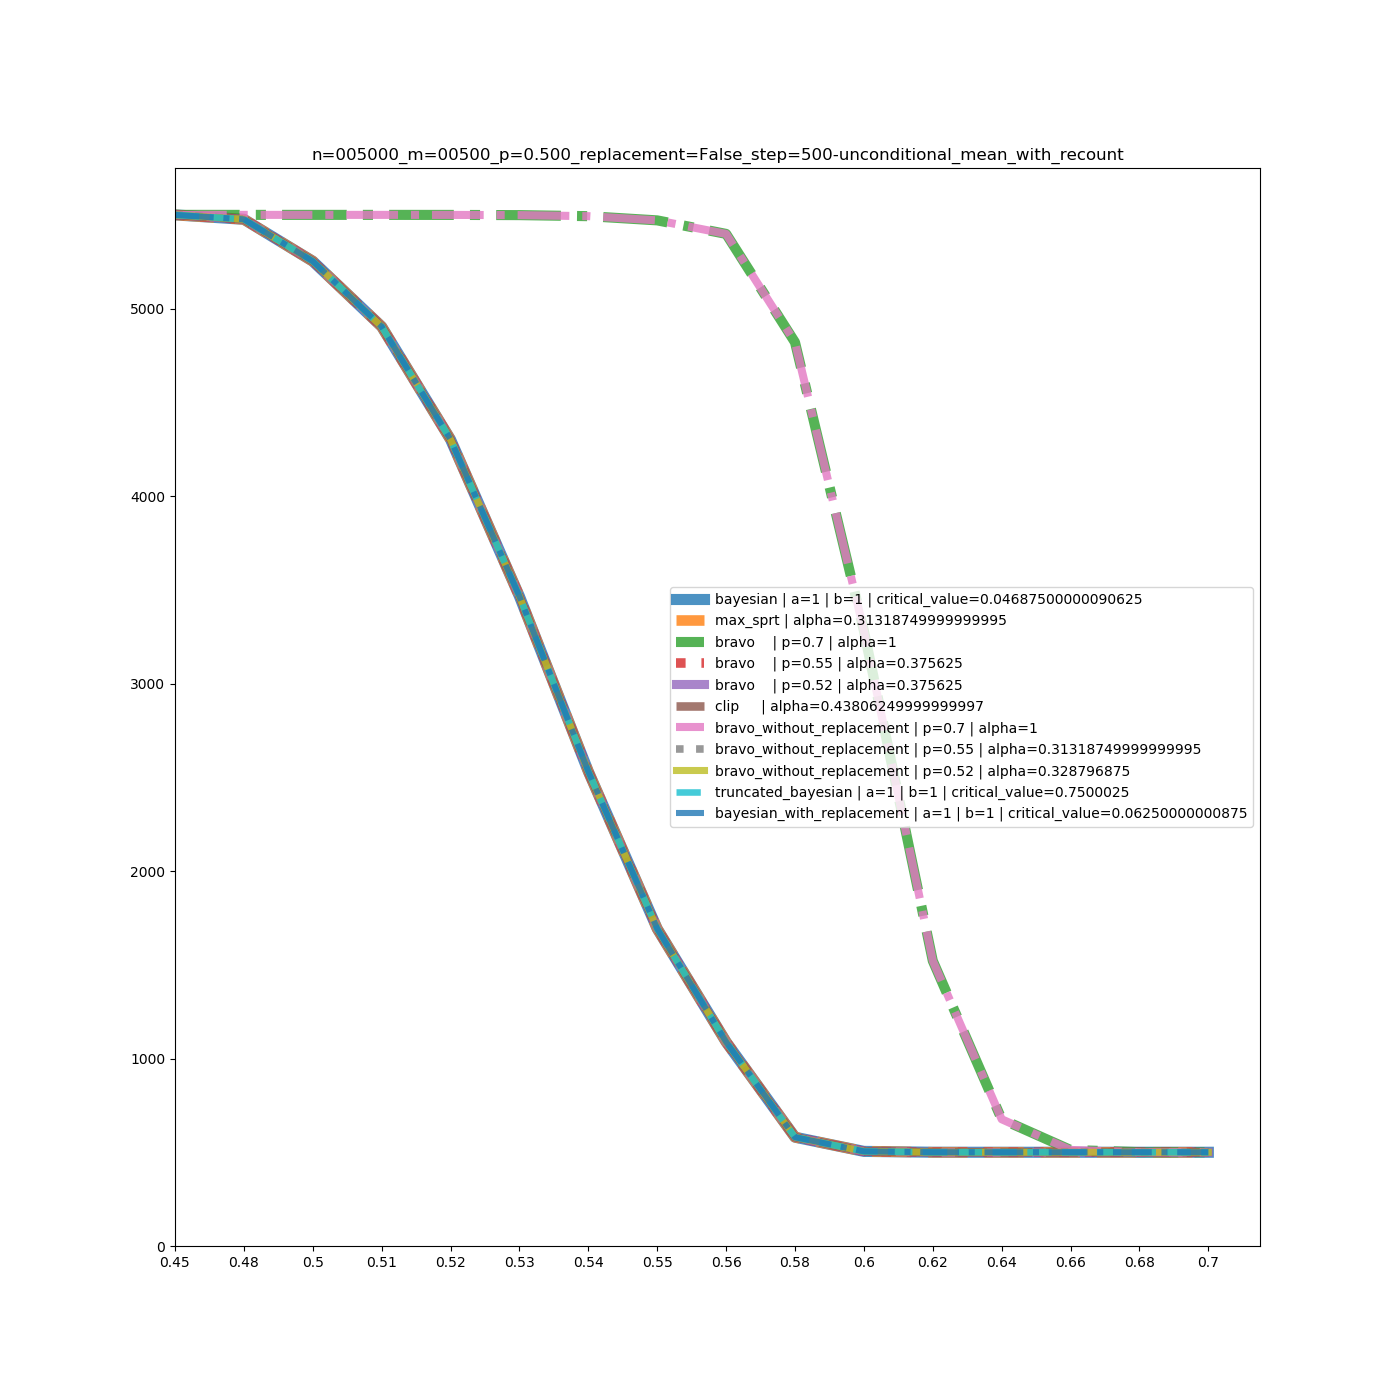 n=005000_m=00500_p=0.500_replacement=False_step=500-unconditional_mean_with_recount
5000
4000
3000
2000
1000
0
bayesian | a=1 | b=1 | critical_value=0.04687500000090625
max_sprt | alpha=0.31318749999999995
bravo | p=0.7 | alpha=1
bravo | p=0.55 | alpha=0.375625
bravo | p=0.52 | alpha=0.375625
clip | alpha=0.43806249999999997
bravo_without_replacement | p=0.7 | alpha=1
bravo_without_replacement | p=0.55 | alpha=0.31318749999999995
bravo_without_replacement | p=0.52 | alpha=0.328796875
truncated_bayesian | a=1 | b=1 | critical_value=0.7500025
bayesian_with_replacement | a=1 | b=1 | critical_value=0.06250000000875
0.45 0.48 0.5 0.51 0.52 0.53 0.54 0.55 0.56 0.58 0.6 0.62 0.64 0.66 0.68 0.7